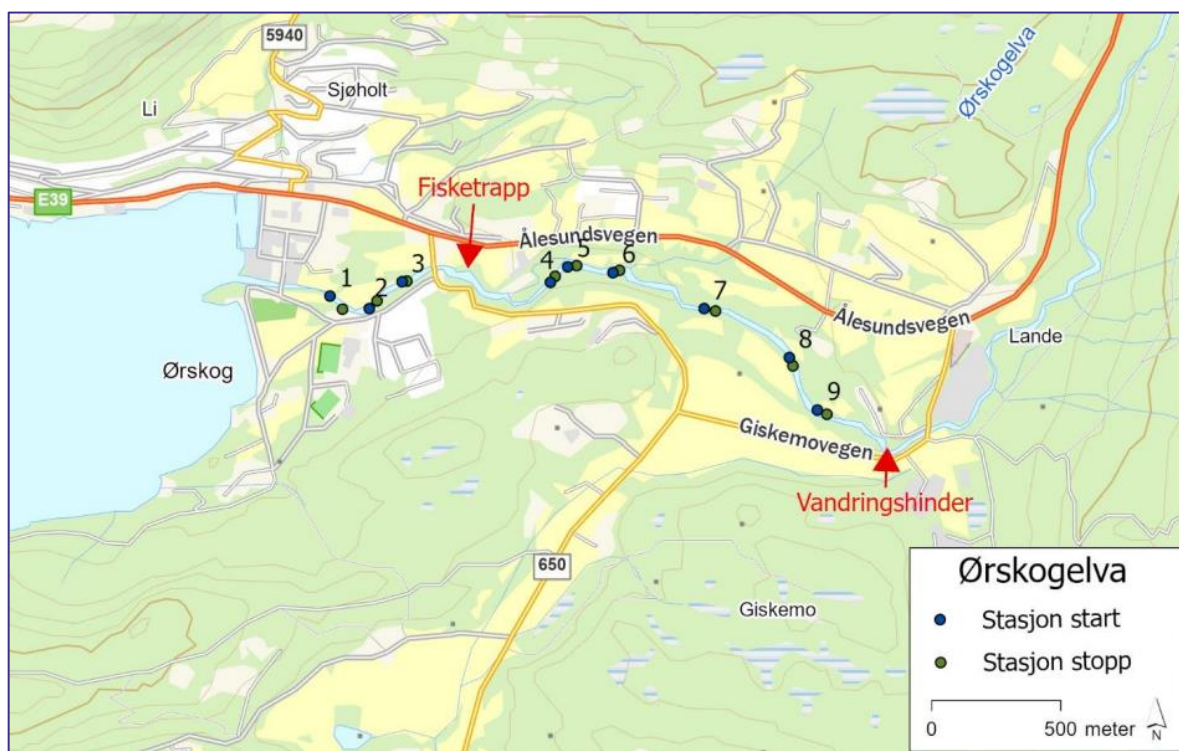 5940
Sjøholt
Li
Ørskogelva
E39
Fisketrapp
Ålesundsvegen
1
2
3
4
5
6
7
8
9
Ålesundsvegen
Lande
Ørskog
Giskemovegen
Vandringshinder
650
Giskemo
Ørskogelva
Stasjon start
Stasjon stopp
0 500 meter
N